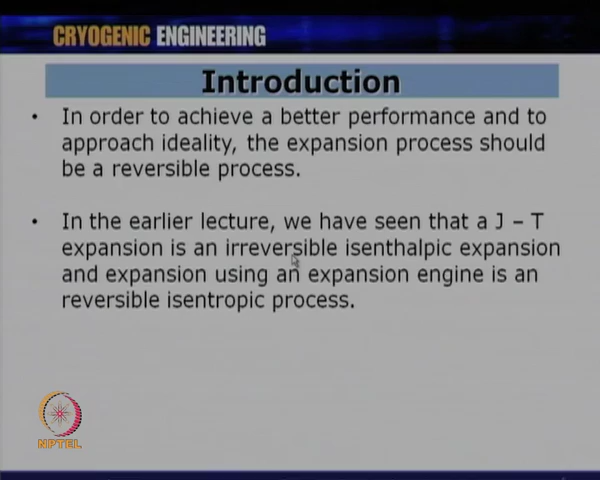 CRYOGENIC ENGINEERING
Introduction
• In order to achieve a better performance and to
approach ideality, the expansion process should
be a reversible process.
• In the earlier lecture, we have seen that a J – T
expansion is an irreversible isenthalpic expansion
and expansion using an expansion engine is an
reversible isentropic process.
NPTEL